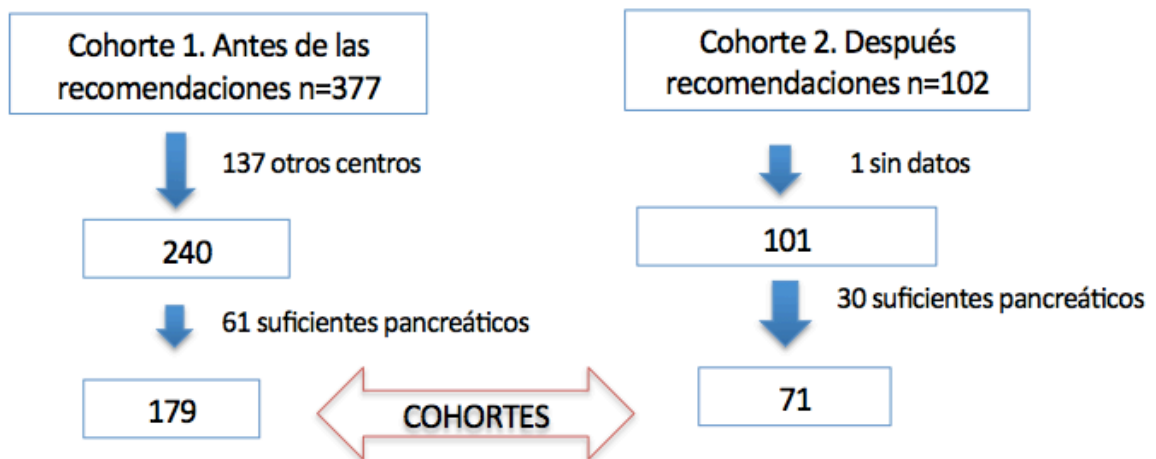 Cohorte 1. Antes de las
recomendaciones n=377
Cohorte 2. Después
recomendaciones n=102
137 otros centros
1 sin datos
240
101
61 suficientes pancreáticos
30 suficientes pancreáticos
179
COHORTES
71